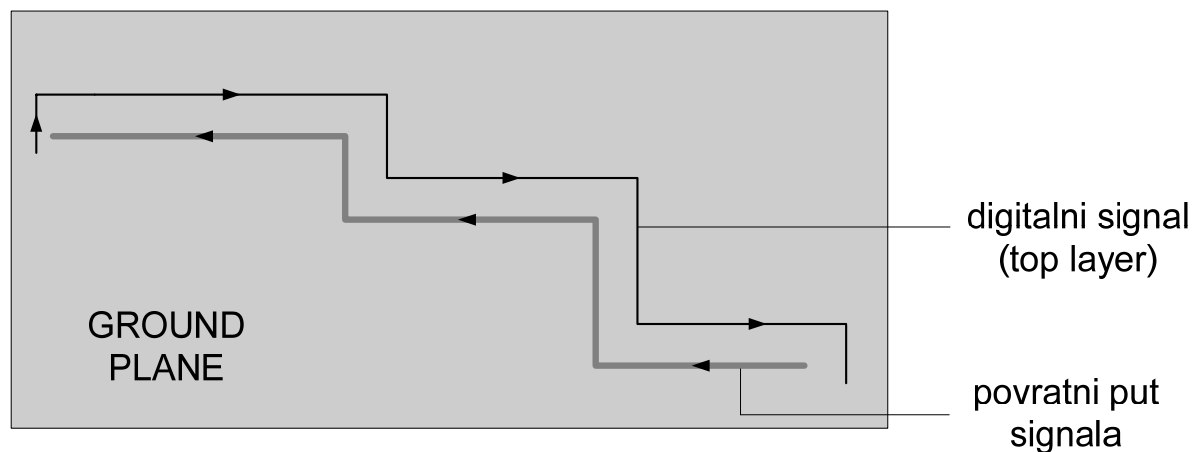 digitalni signal
(top layer)
GROUND
PLANE
povratni put
signala